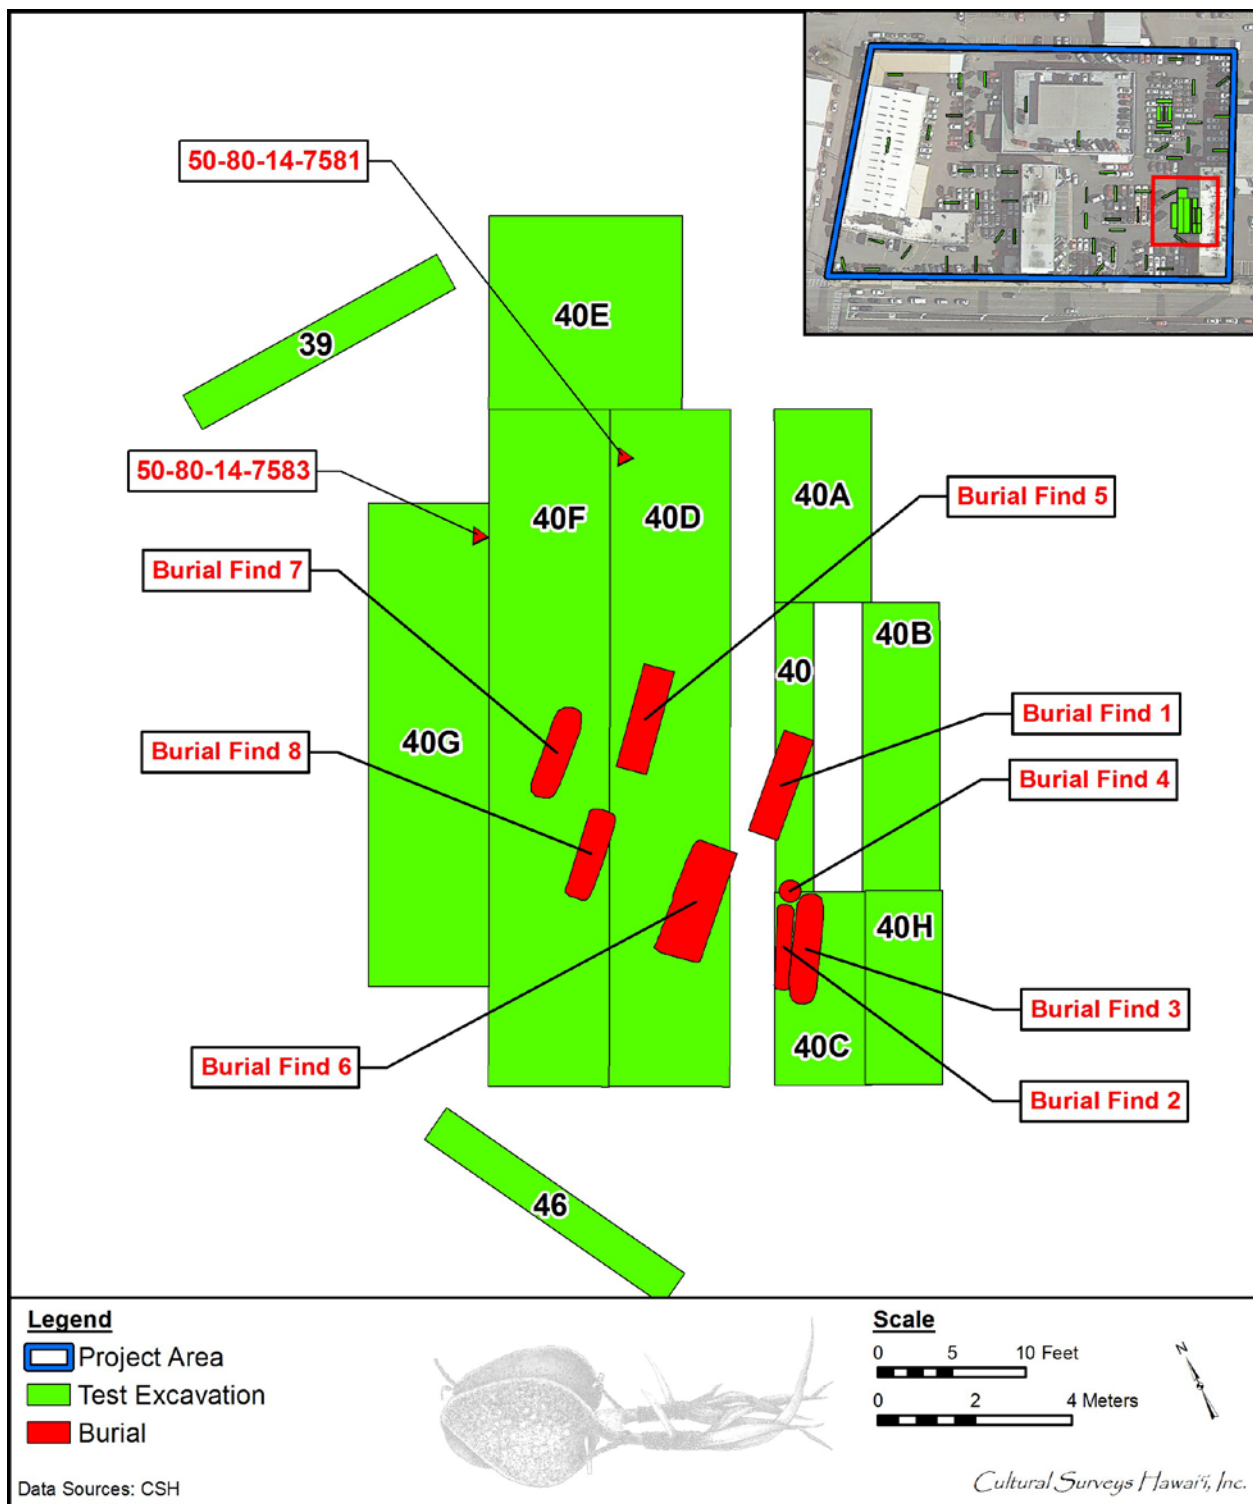 50-80-14-7581
40E
39
50-80-14-7583
40F
40D
40A
Burial Find 5
Burial Find 7
40B
40
Burial Find 1
40G
Burial Find 8
Burial Find 4
40H
Burial Find 3
40C
Burial Find 6
Burial Find 2
46
Legend
Project Area
Test Excavation
Burial
Data Sources: CSH
Scale
0 5 10 Feet
0 2 4 Meters
N
Cultural Surveys Hawai'i, Inc.